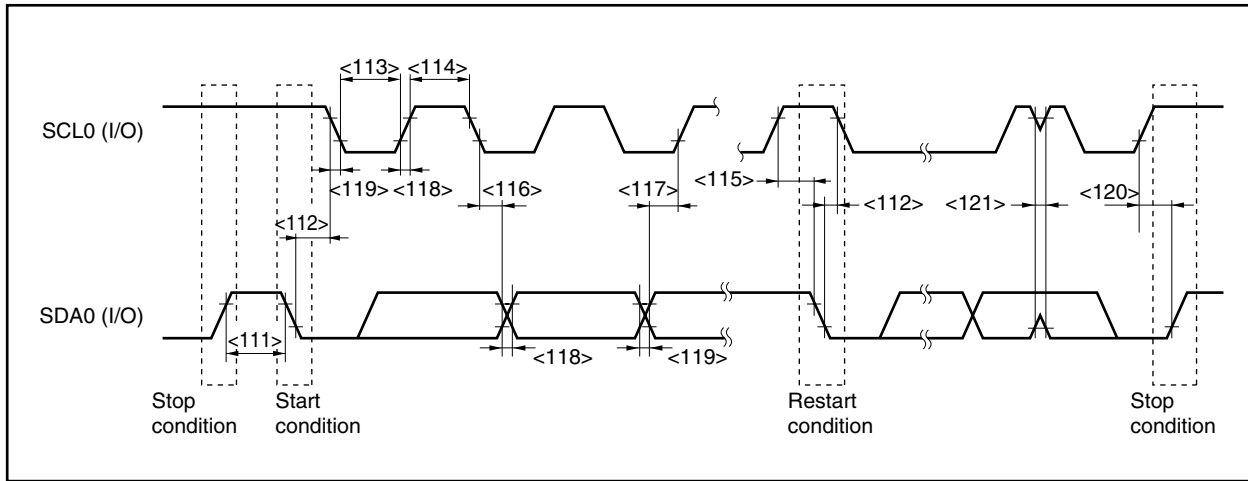 <113> <114>
SCL0 (I/O)
<119> <118> <116> <117> <115> <112> <121> <120>
<112>
SDA0 (I/O)
<111> <118> <119>
Stop condition
Start condition
Restart condition
Stop condition